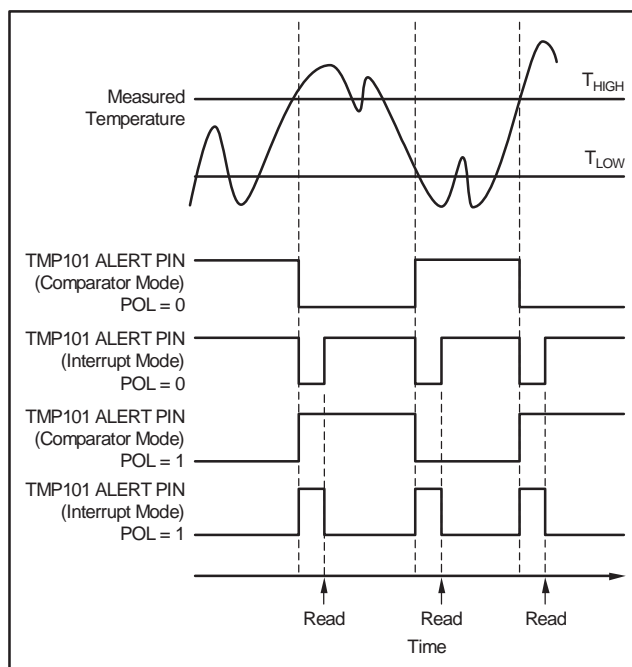 T_HIGH
Measured
Temperature
T_LOW
TMP101 ALERT PIN
(Comparator Mode)
POL = 0
TMP101 ALERT PIN
(Interrupt Mode)
POL = 0
TMP101 ALERT PIN
(Comparator Mode)
POL = 1
TMP101 ALERT PIN
(Interrupt Mode)
POL = 1
Read Read Read
Time